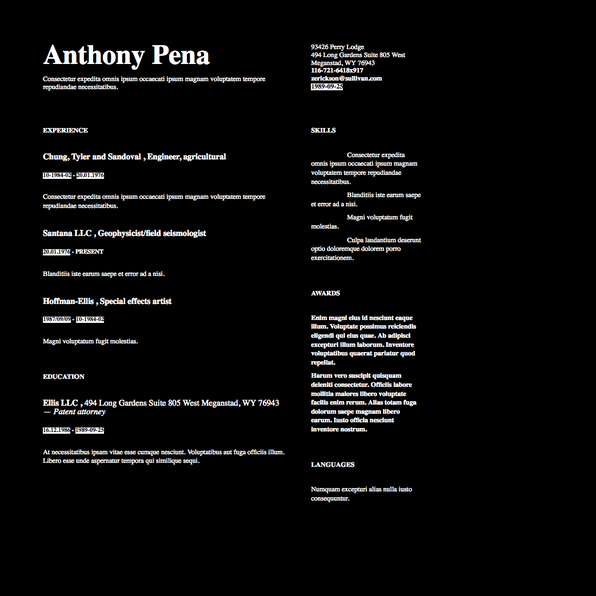 Anthony Pena
Consectetur expedita omnis ipsum occaecati ipsum magnam voluptatem tempore
repudiandae necessitatibus.
93426 Perry Lodge
494 Long Gardens Suite 805 West
Meganstad, WY 76943
116-721-6418x917
zerickson@sullivan.com
1989-09-25
EXPERIENCE
Chung, Tyler and Sandoval , Engineer, agricultural
10-1984-02 - 20.01.1976
Consectetur expedita omnis ipsum occaecati ipsum magnam voluptatem tempore
repudiandae necessitatibus.
Santana LLC , Geophysicist/field seismologist
20.01.1976 - PRESENT
Blanditiis iste earum saepe et error ad a nisi.
Hoffman-Ellis , Special effects artist
1987/09/09 - 10-1984-02
Magni voluptatum fugit molestias.
EDUCATION
Ellis LLC , 494 Long Gardens Suite 805 West Meganstad, WY 76943
— Patent attorney
16.12.1986 - 1989-09-25
At necessitatibus ipsam vitae esse cumque nesciunt. Voluptatibus aut fuga officiis illum.
Libero esse unde aspernatur tempora qui similique sequi.
SKILLS
Consectetur expedita
omnis ipsum occaecati ipsum magnam
voluptatem tempore repudiandae
necessitatibus.
Blanditiis iste earum saepe
et error ad a nisi.
Magni voluptatum fugit
molestias.
Culpa laudantium deserunt
optio doloremque dolorem porro
exercitationem.
AWARDS
Enim magni eius id nesciunt eaque
illum. Voluptate possimus reiciendis
eligendi qui eius quae. Ab adipisci
excepturi illum laborum. Inventore
voluptatibus quaerat pariatur quod
repellat.
Harum vero suscipit quisquam
deleniti consectetur. Officiis labore
mollitia maiores libero voluptate
facilis enim rerum. Alias totam fuga
dolorum saepe magnam libero
earum. Iusto officia nesciunt
inventore nostrum.
LANGUAGES
Numquam excepturi alias nulla iusto
consequuntur.